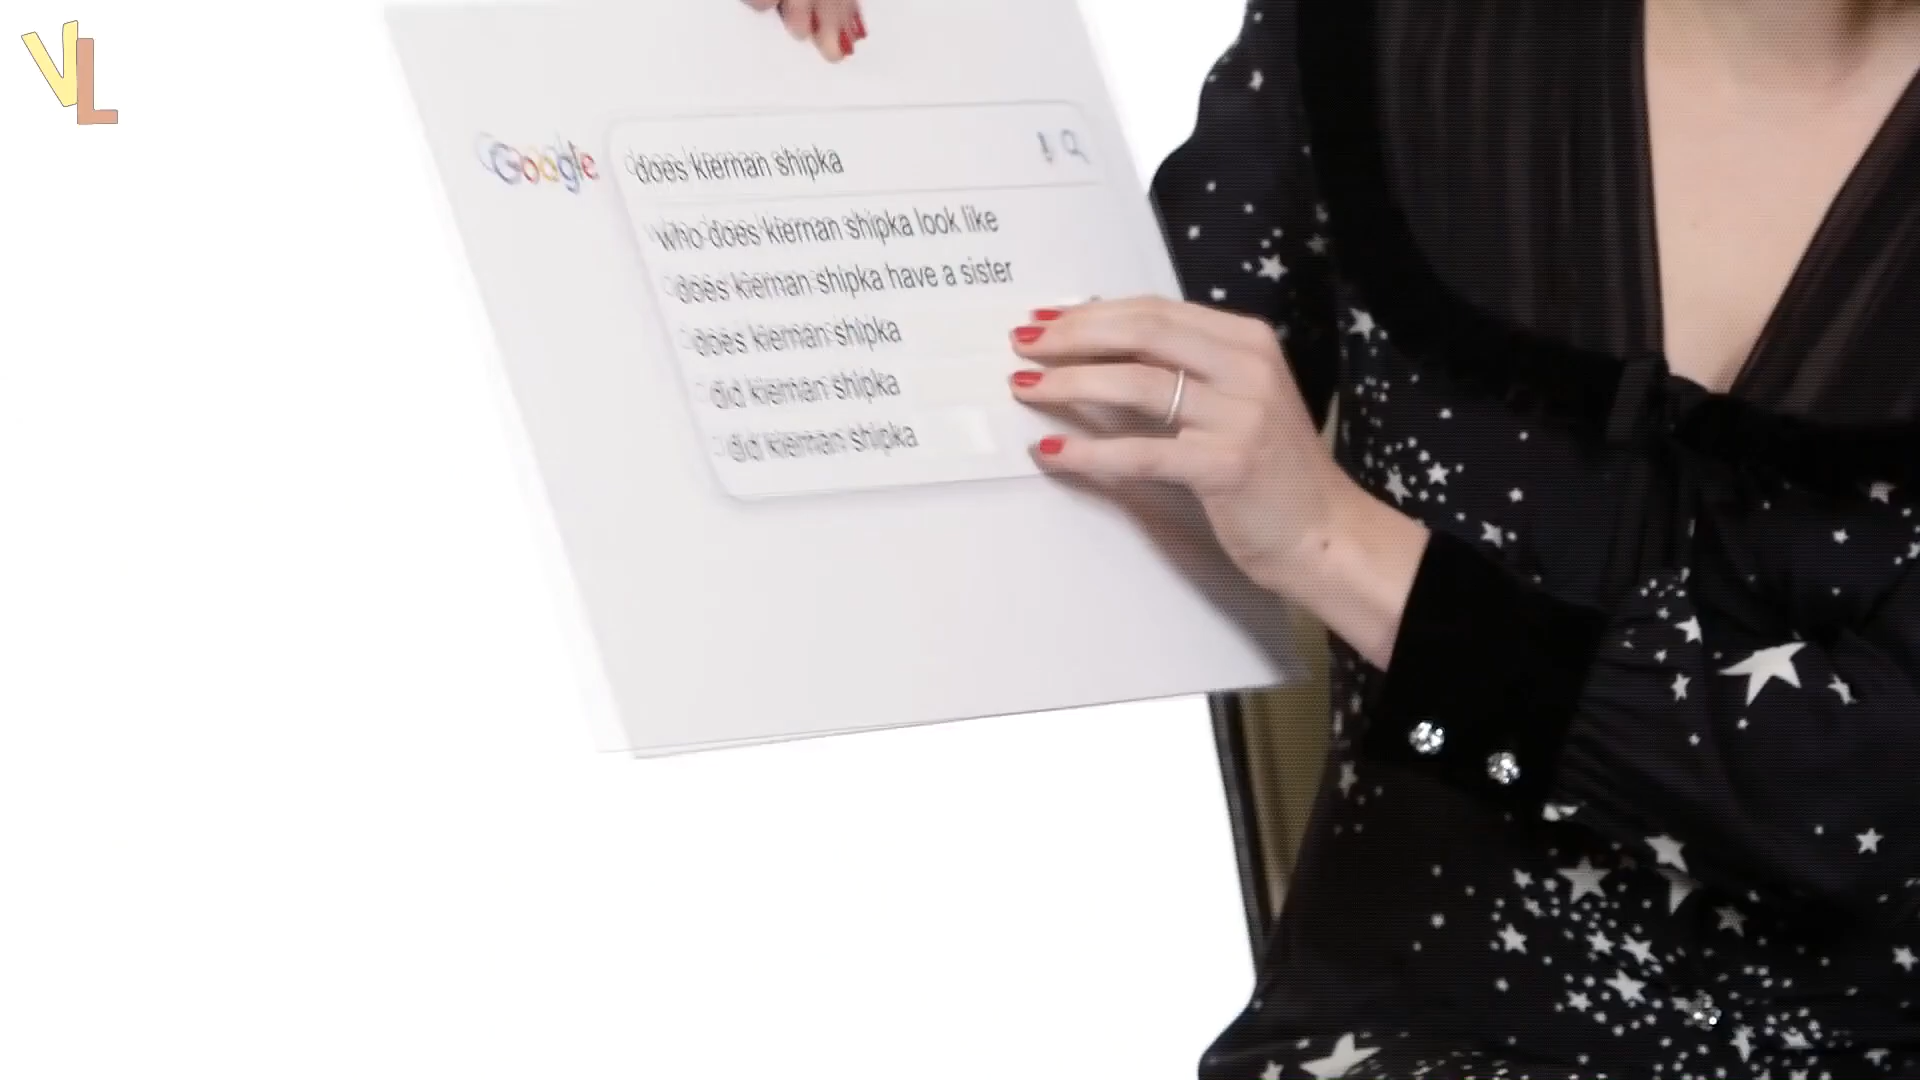 VL
Google does kiernan shipka
who does kiernan shipka look like
does kiernan shipka have a sister
does kiernan shipka
did kiernan shipka
did kiernan shipka